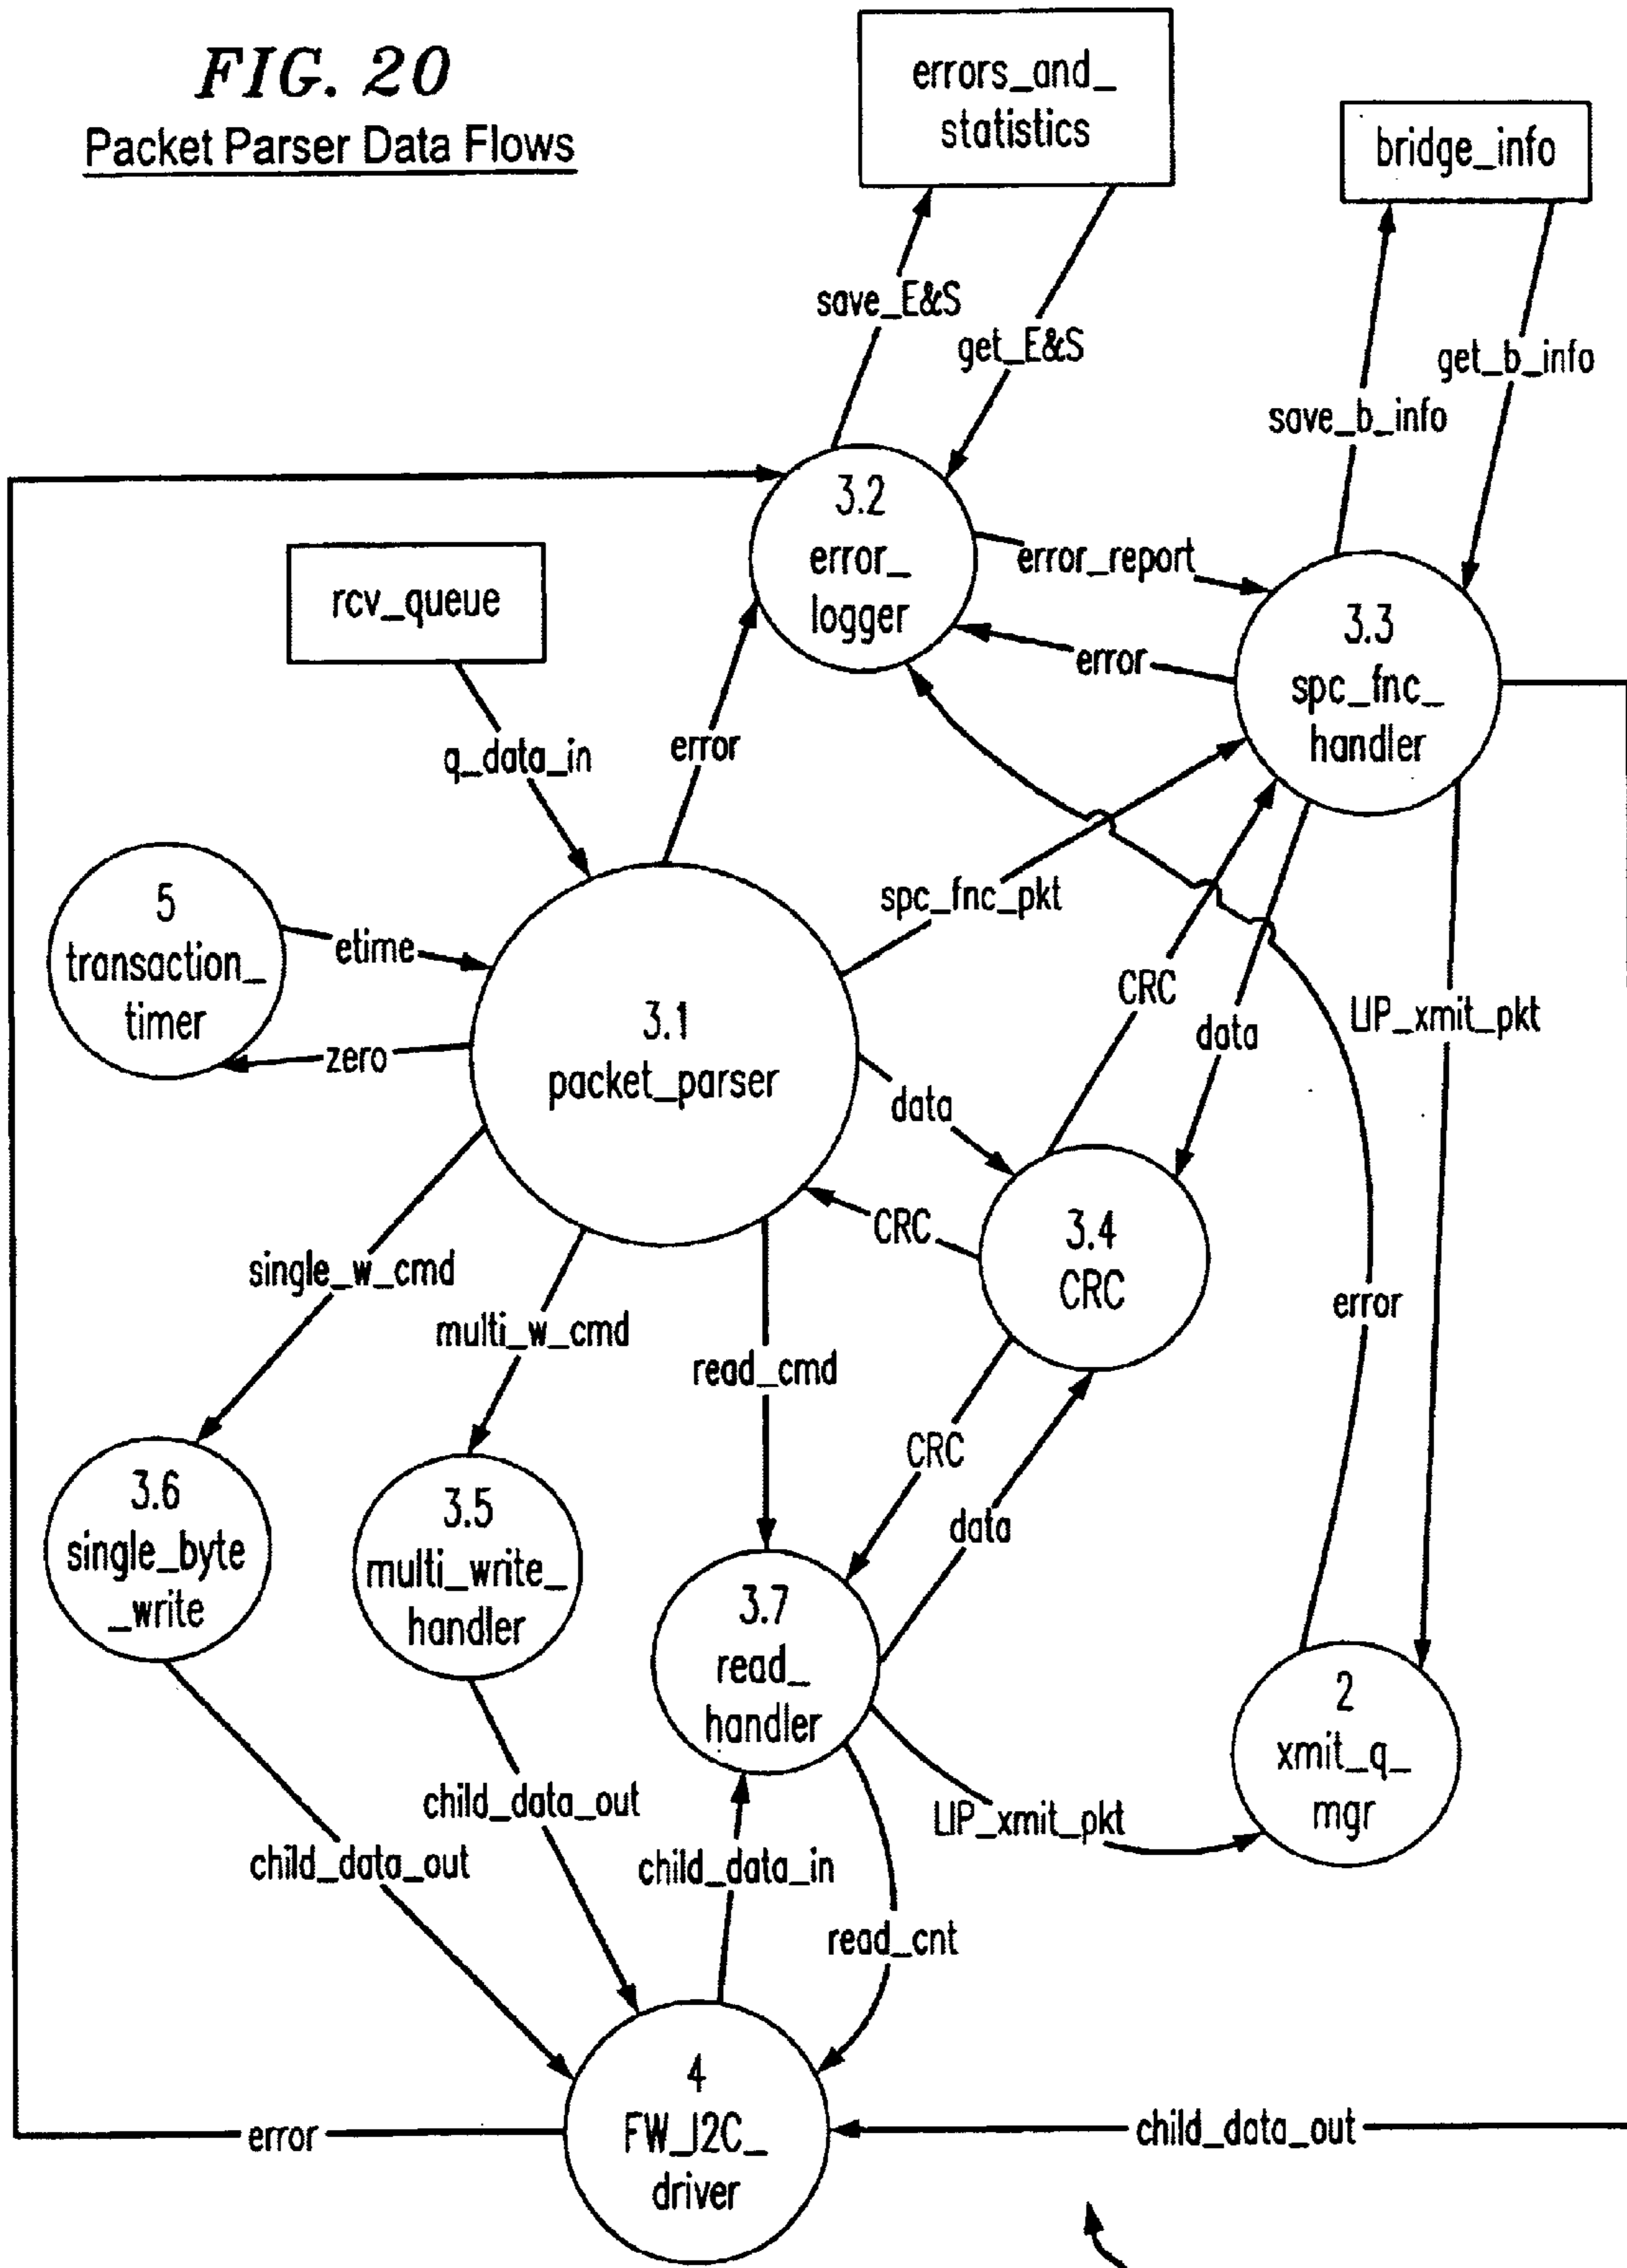 FIG. 20
Packet Parser Data Flows
errors_and_
statistics
bridge_info
save_E&S
get_E&S
get_b_info
save_b_info
3.2
error_
logger
error_report
rcv_queue
3.3
spc_fnc_
handler
error
q_data_in
error
spc_fnc_pkt
5
transaction_
timer
etime
zero
3.1
packet_parser
CRC
data
LIP_xmit_pkt
data
CRC
3.4
CRC
single_w_cmd
multi_w_cmd
read_cmd
error
CRC
data
3.6
single_byte
_write
3.5
multi_write_
handler
3.7
read_
handler
2
xmit_q_
mgr
child_data_out
child_data_out
child_data_in
LIP_xmit_pkt
read_cnt
4
FW_I2C_
driver
error
child_data_out